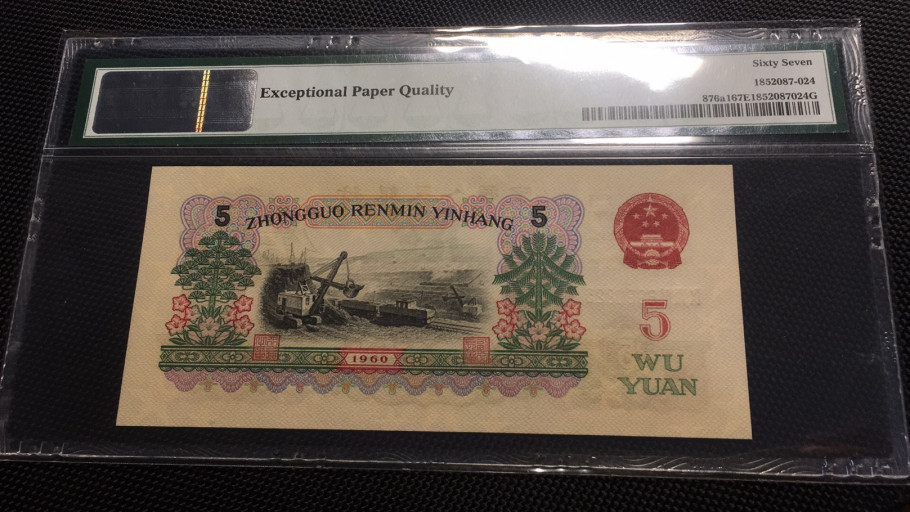 Exceptional Paper Quality
Sixty Seven
1852087-024
876a167E1852087024G
5 ZHONGGUO RENMIN YINHANG 5
5
1960
WU
YUAN